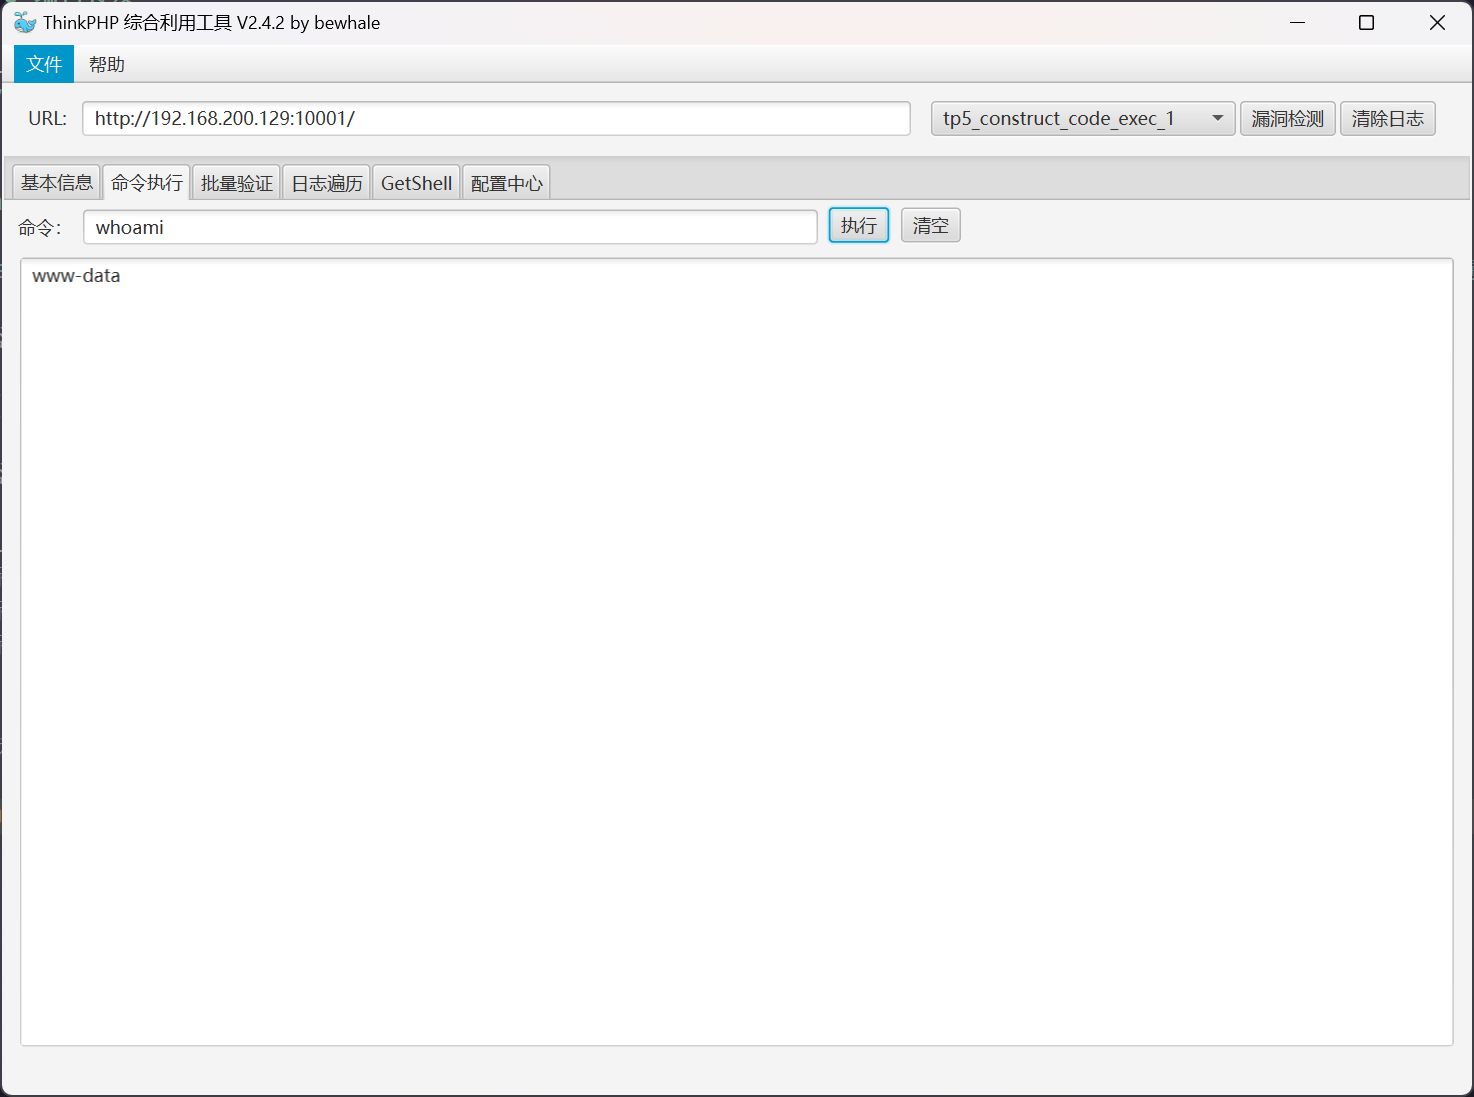 ThinkPHP 综合利用工具 V2.4.2 by bewhale
文件 帮助
URL: http://192.168.200.129:10001/ tp5_construct_code_exec_1 漏洞检测 清除日志
基本信息 命令执行 批量验证 日志遍历 GetShell 配置中心
命令: whoami 执行 清空
www-data